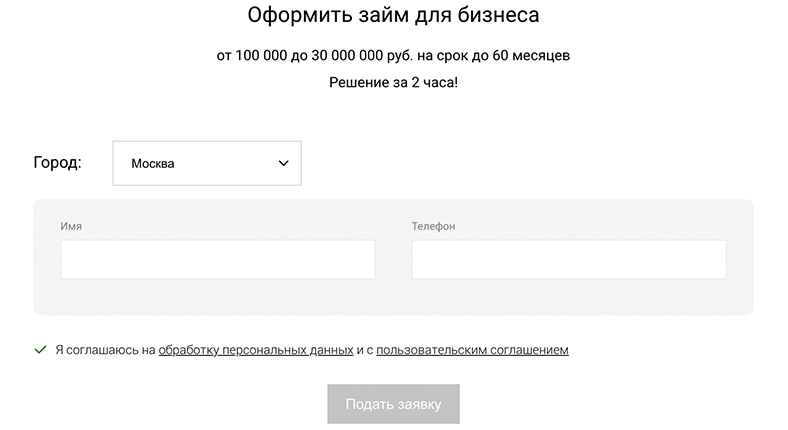 Оформить займ для бизнеса
от 100 000 до 30 000 000 руб. на срок до 60 месяцев
Решение за 2 часа!
Город: Москва
Имя Телефон
Я соглашаюсь на обработку персональных данных и с пользовательским соглашением
Подать заявку